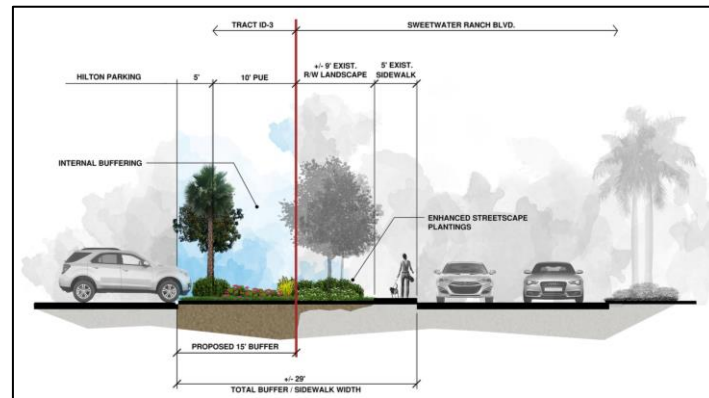 TRACT ID-3
SWEETWATER RANCH BLVD.
HILTON PARKING
5'
10' PUE
+/- 9' EXIST.
R/W LANDSCAPE
5' EXIST.
SIDEWALK
INTERNAL BUFFERING
ENHANCED STREETSCAPE
PLANTINGS
PROPOSED 15' BUFFER
+/- 29'
TOTAL BUFFER / SIDEWALK WIDTH